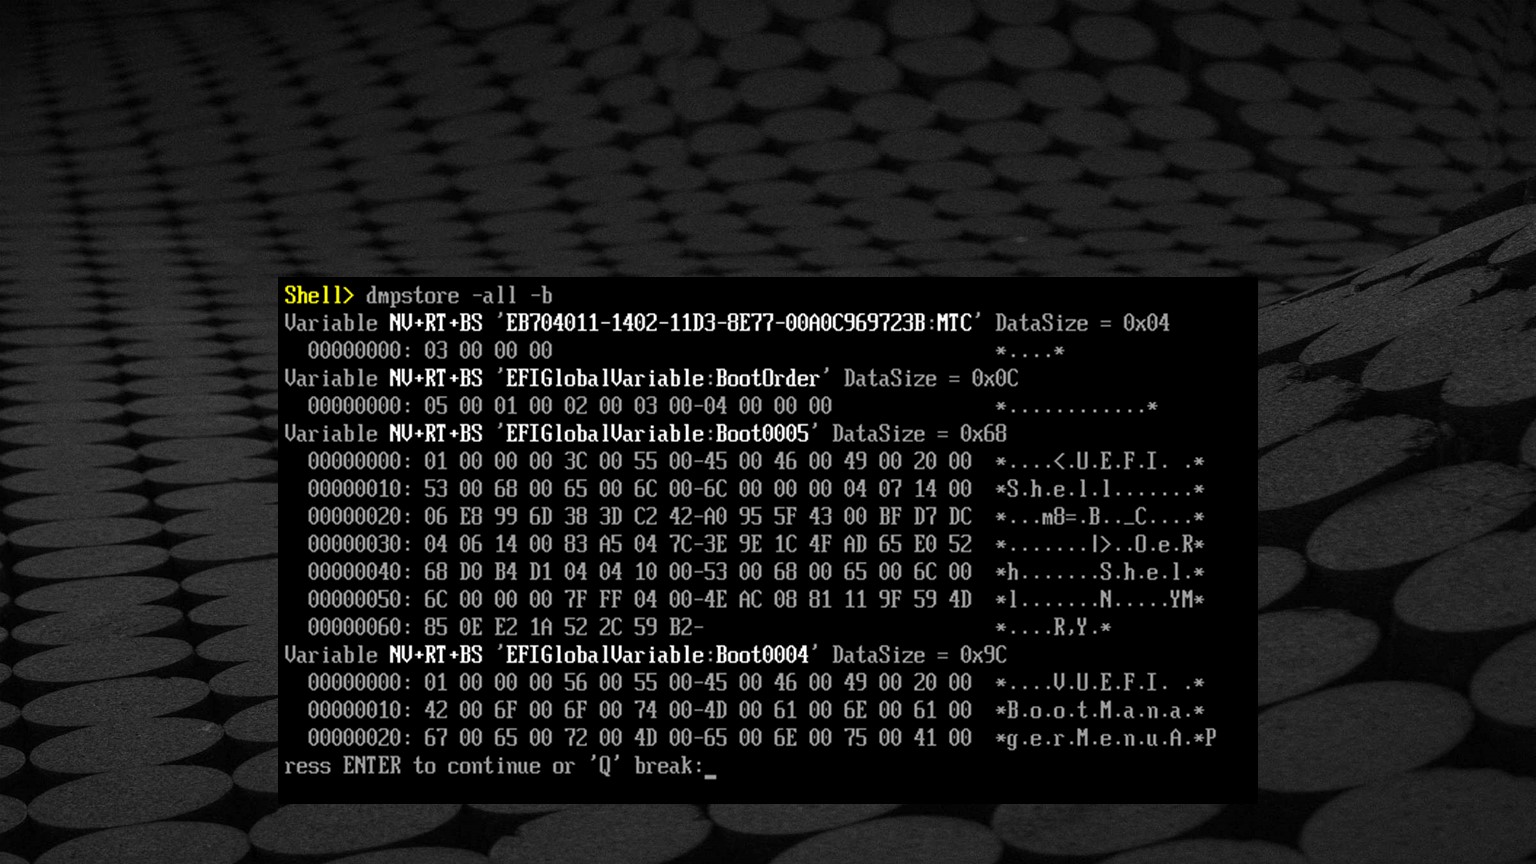 Shell> dmpstore -all -b
Variable NV+RT+BS 'EB704011-1402-11D3-8E77-00A0C969723B:MTC' DataSize = 0x04
00000000: 03 00 00 00 *....*
Variable NV+RT+BS 'EFIGlobalVariable:BootOrder' DataSize = 0x0C
00000000: 05 00 01 00 02 00 03 00-04 00 00 00 *............*
Variable NV+RT+BS 'EFIGlobalVariable:Boot0005' DataSize = 0x68
00000000: 01 00 00 00 3C 00 55 00-45 00 46 00 49 00 20 00 *....<.U.E.F.I. .*
00000010: 53 00 68 00 65 00 6C 00-6C 00 00 00 04 07 14 00 *S.h.e.l.l.......*
00000020: 06 E8 99 6D 38 3D C2 42-A0 95 5F 43 00 BF D7 DC *...m8=.B.._C....*
00000030: 04 06 14 00 83 A5 04 7C-3E 9E 1C 4F AD 65 E0 52 *.......|>..O.e.R*
00000040: 68 D0 B4 D1 04 04 10 00-53 00 68 00 65 00 6C 00 *h.......S.h.e.l.*
00000050: 6C 00 00 00 7F FF 04 00-4E AC 08 81 11 9F 59 4D *l.......N.....YM*
00000060: 85 0E E2 1A 52 2C 59 B2- *....R,Y.*
Variable NV+RT+BS 'EFIGlobalVariable:Boot0004' DataSize = 0x9C
00000000: 01 00 00 00 56 00 55 00-45 00 46 00 49 00 20 00 *....V.U.E.F.I. .*
00000010: 42 00 6F 00 6F 00 74 00-4D 00 61 00 6E 00 61 00 *B.o.o.t.M.a.n.a.*
00000020: 67 00 65 00 72 00 4D 00-65 00 6E 00 75 00 41 00 *g.e.r.M.e.n.u.A.*P
ress ENTER to continue or 'Q' break:_